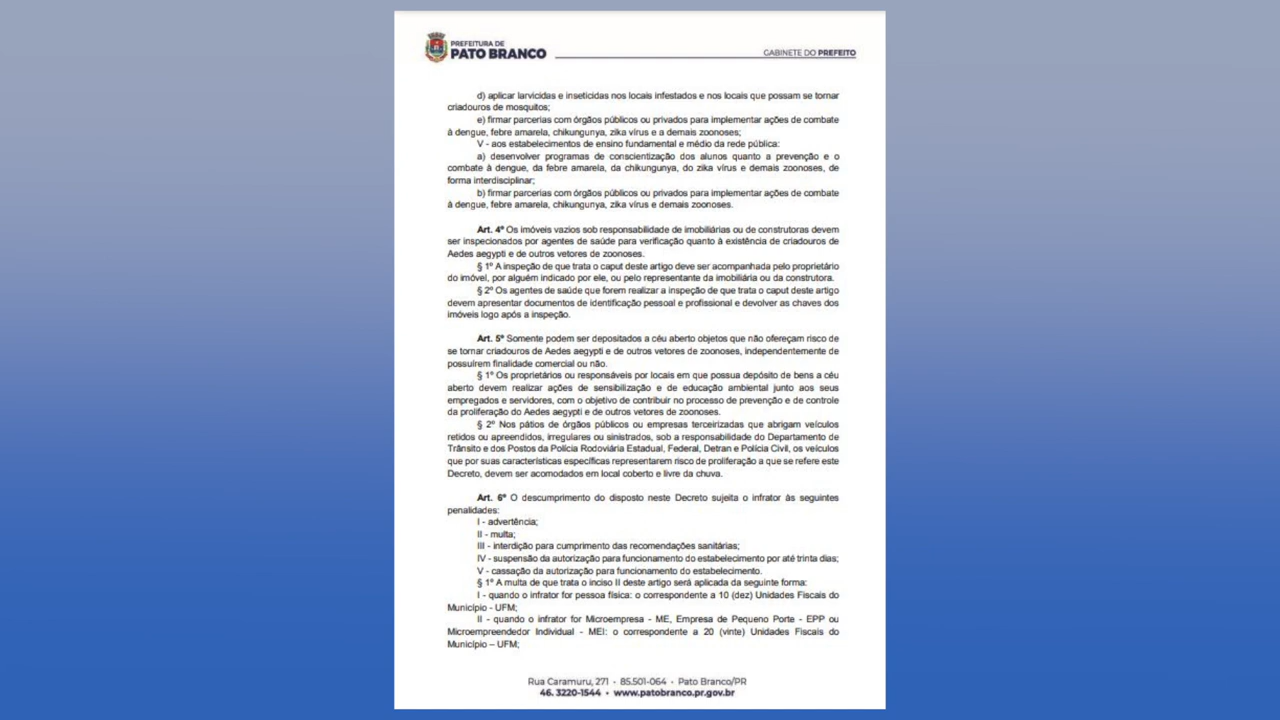 PREFEITURA DE
PATO BRANCO
GABINETE DO PREFEITO
d) aplicar larvicidas e inseticidas nos locais infestados e nos locais que possam se tornar
criadouros de mosquitos;
e) firmar parcerias com órgãos públicos ou privados para implementar ações de combate
à dengue, febre amarela, chikungunya, zika vírus e a demais zoonoses;
V - aos estabelecimentos de ensino fundamental e médio da rede pública:
a) desenvolver programas de conscientização dos alunos quanto a prevenção e o
combate à dengue, da febre amarela, da chikungunya, do zika vírus e demais zoonoses, de
forma interdisciplinar;
b) firmar parcerias com órgãos públicos ou privados para implementar ações de combate
à dengue, febre amarela, chikungunya, zika vírus e demais zoonoses.
Art. 4º Os imóveis vazios sob responsabilidade de imobiliárias ou de construtoras devem
ser inspecionados por agentes de saúde para verificação quanto à existência de criadouros de
Aedes aegypti e de outros vetores de zoonoses.
§ 1º A inspeção de que trata o caput deste artigo deve ser acompanhada pelo proprietário
do imóvel, por alguém indicado por ele, ou pelo representante da imobiliária ou da construtora.
§ 2º Os agentes de saúde que forem realizar a inspeção de que trata o caput deste artigo
devem apresentar documentos de identificação pessoal e profissional e devolver as chaves dos
imóveis logo após a inspeção.
Art. 5º Somente podem ser depositados a céu aberto objetos que não ofereçam risco de
se tornar criadouros de Aedes aegypti e de outros vetores de zoonoses, independentemente de
possuírem finalidade comercial ou não.
§ 1º Os proprietários ou responsáveis por locais em que possua depósito de bens a céu
aberto devem realizar ações de sensibilização e de educação ambiental junto aos seus
empregados e servidores, com o objetivo de contribuir no processo de prevenção e de controle
da proliferação do Aedes aegypti e de outros vetores de zoonoses.
§ 2º Nos pátios de órgãos públicos ou empresas terceirizadas que abrigam veículos
retidos ou apreendidos, irregulares ou sinistrados, sob a responsabilidade do Departamento de
Trânsito e dos Postos da Polícia Rodoviária Estadual, Federal, Detran e Polícia Civil, os veículos
que por suas características específicas representarem risco de proliferação a que se refere este
Decreto, devem ser acomodados em local coberto e livre da chuva.
Art. 6º O descumprimento do disposto neste Decreto sujeita o infrator às seguintes
penalidades:
I - advertência;
II - multa;
III - interdição para cumprimento das recomendações sanitárias;
IV - suspensão da autorização para funcionamento do estabelecimento por até trinta dias;
V - cassação da autorização para funcionamento do estabelecimento.
§ 1º A multa de que trata o inciso II deste artigo será aplicada da seguinte forma:
I - quando o infrator for pessoa física: o correspondente a 10 (dez) Unidades Fiscais do
Município - UFM;
II - quando o infrator for Microempresa - ME, Empresa de Pequeno Porte - EPP ou
Microempreendedor Individual - MEI: o correspondente a 20 (vinte) Unidades Fiscais do
Município – UFM;
Rua Caramuru, 271 • 85.501-064 • Pato Branco/PR
46. 3220-1544 • www.patobranco.pr.gov.br